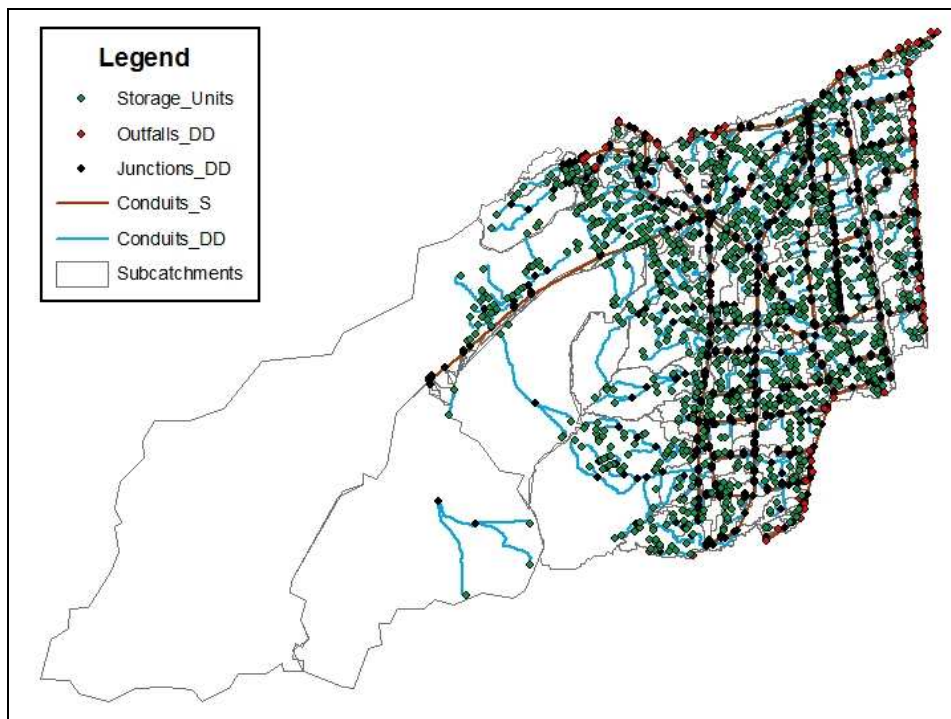 Legend
Storage_Units
Outfalls_DD
Junctions_DD
Conduits_S
Conduits_DD
Subcatchments